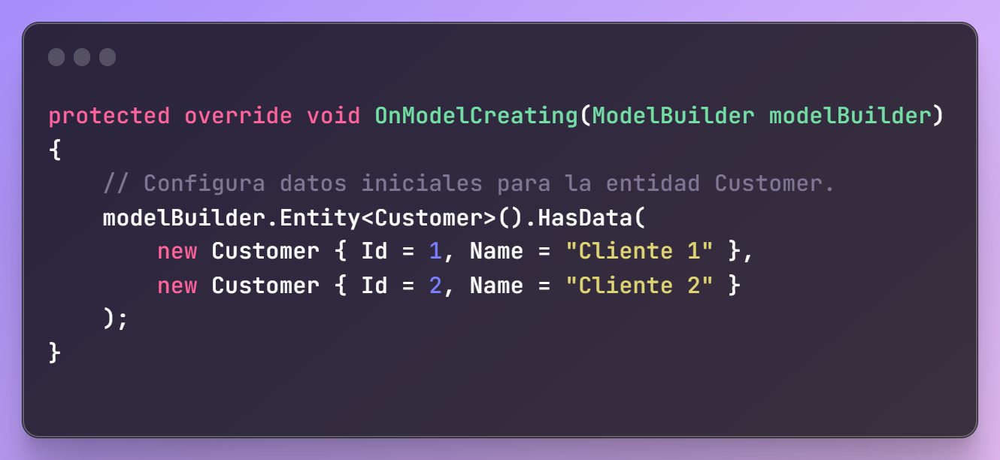 protected override void OnModelCreating(ModelBuilder modelBuilder)
{
    // Configura datos iniciales para la entidad Customer.
    modelBuilder.Entity<Customer>().HasData(
        new Customer { Id = 1, Name = "Cliente 1" },
        new Customer { Id = 2, Name = "Cliente 2" }
    );
}